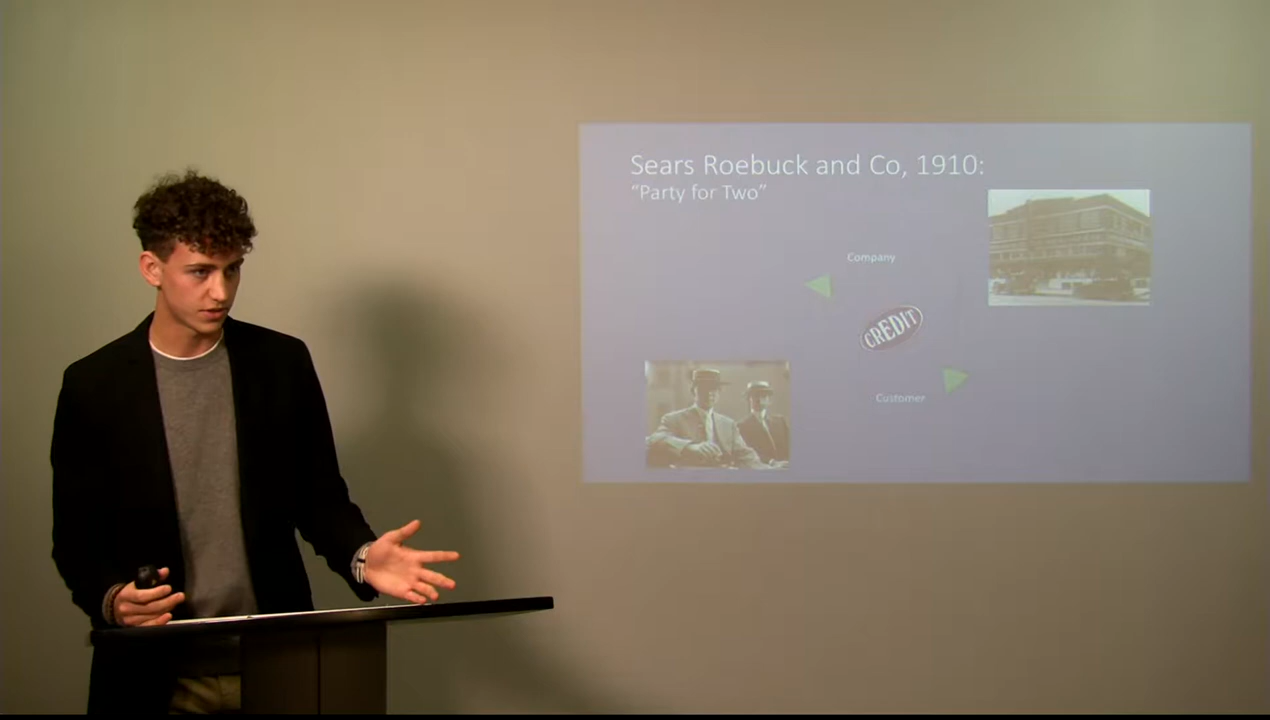 Sears Roebuck and Co, 1910:
“Party for Two”
Company
CREDIT
Customer